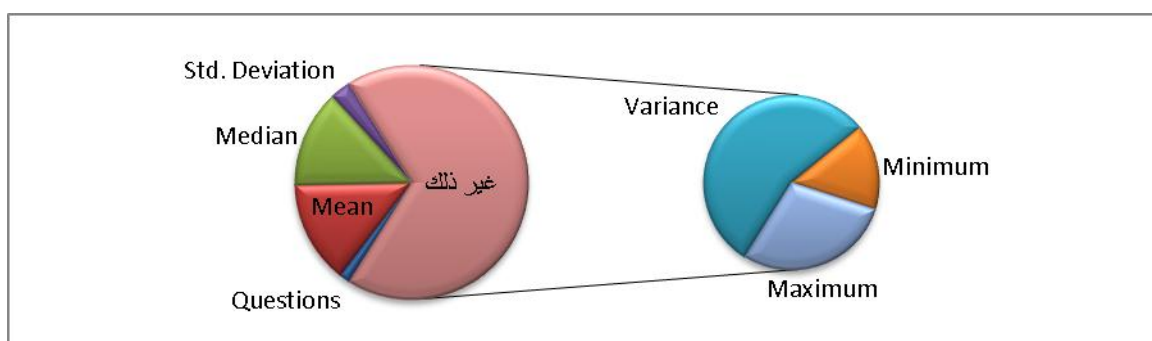 Std. Deviation
Variance
Median
Minimum
غير ذلك
Mean
Maximum
Questions